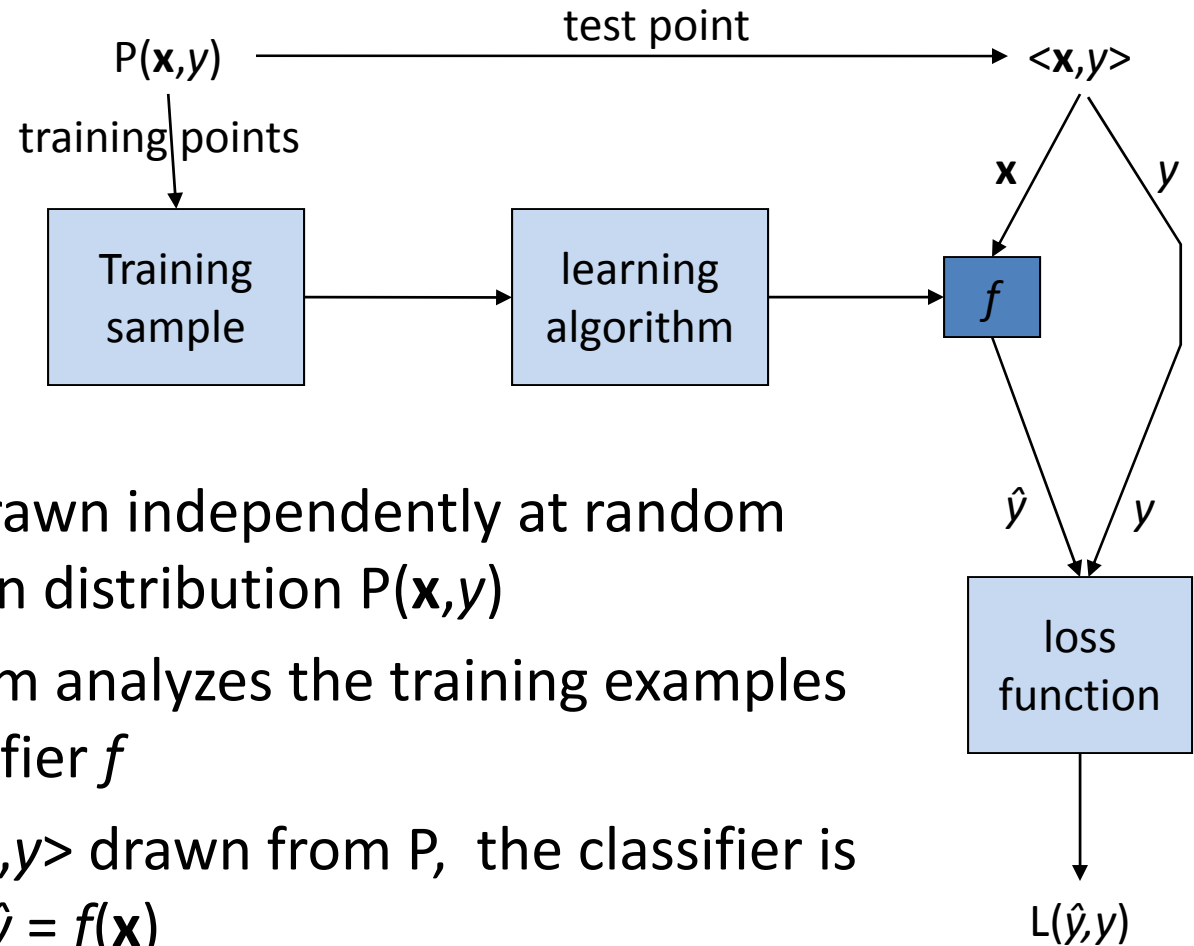 test point
P(x,y)
<x,y>
training points
x
y
Training
sample
learning
algorithm
f
ŷ
y
rawn independently at random
n distribution P(x,y)
loss
function
m analyzes the training examples
fier f
,y> drawn from P, the classifier is
ŷ = f(x)
L(ŷ,y)